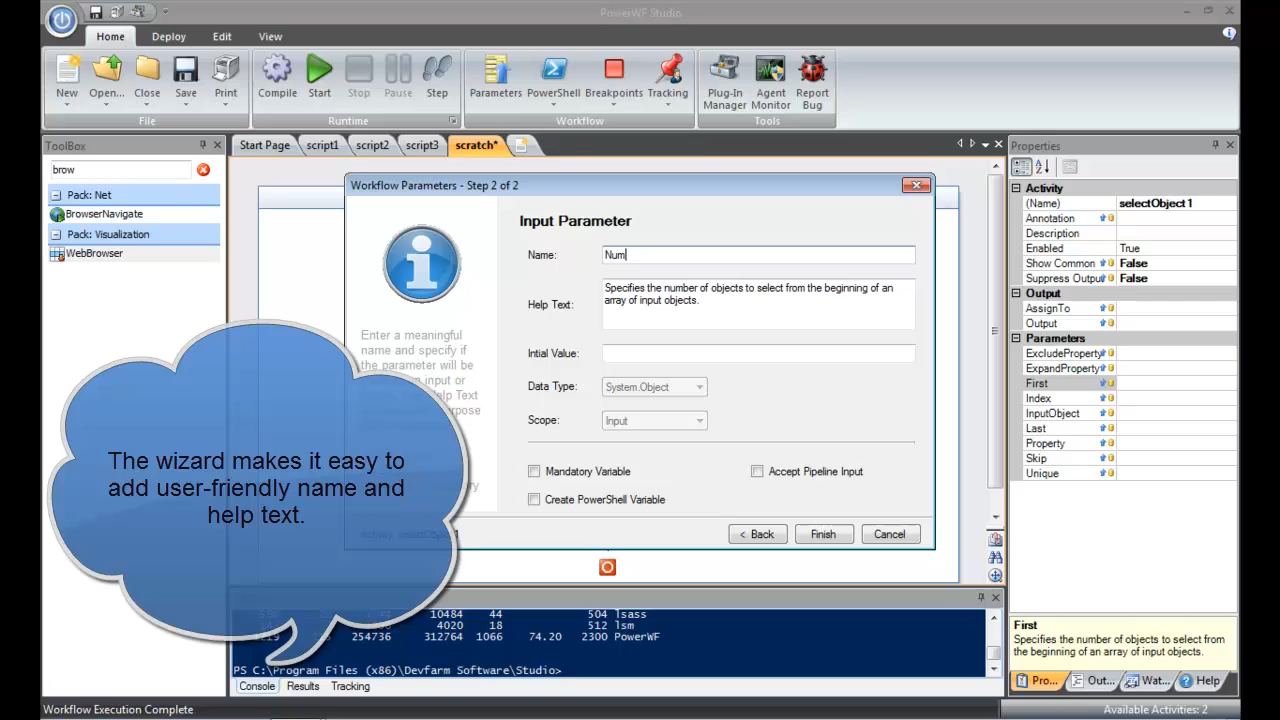 PowerWF Studio
Home
Deploy
Edit
View
New
Open...
Close
Save
Print
Compile
Start
Stop
Pause
Step
Parameters
PowerShell
Breakpoints
Tracking
Plug-In Manager
Agent Monitor
Report Bug
File
Runtime
Workflow
Tools
ToolBox
brow
Pack: Net
BrowserNavigate
Pack: Visualization
WebBrowser
Start Page
script1
script2
script3
scratch*
Workflow Parameters - Step 2 of 2
Enter a meaningful
name and specify if
the parameter will be
input or
Help Text
Input Parameter
Name:
Num
Help Text:
Specifies the number of objects to select from the beginning of an
array of input objects.
Intial Value:
Data Type:
System.Object
Scope:
Input
Mandatory Variable
Accept Pipeline Input
Create PowerShell Variable
< Back
Finish
Cancel
The wizard makes it easy to
add user-friendly name and
help text.
10484 44 504 lsass
4020 18 512 lsm
254736 312764 1066 74.20 2300 PowerWF
PS C:\Program Files (x86)\Devfarm Software\Studio>
Console
Results
Tracking
Properties
Activity
(Name) selectObject1
Annotation
Description
Enabled True
Show Common False
Suppress Output False
Output
AssignTo
Output
Parameters
ExcludeProperty
ExpandProperty
First
Index
InputObject
Last
Property
Skip
Unique
First
Specifies the number of objects to select from
the beginning of an array of input objects.
Pro...
Out...
Wat...
Help
Workflow Execution Complete
Available Activities: 2